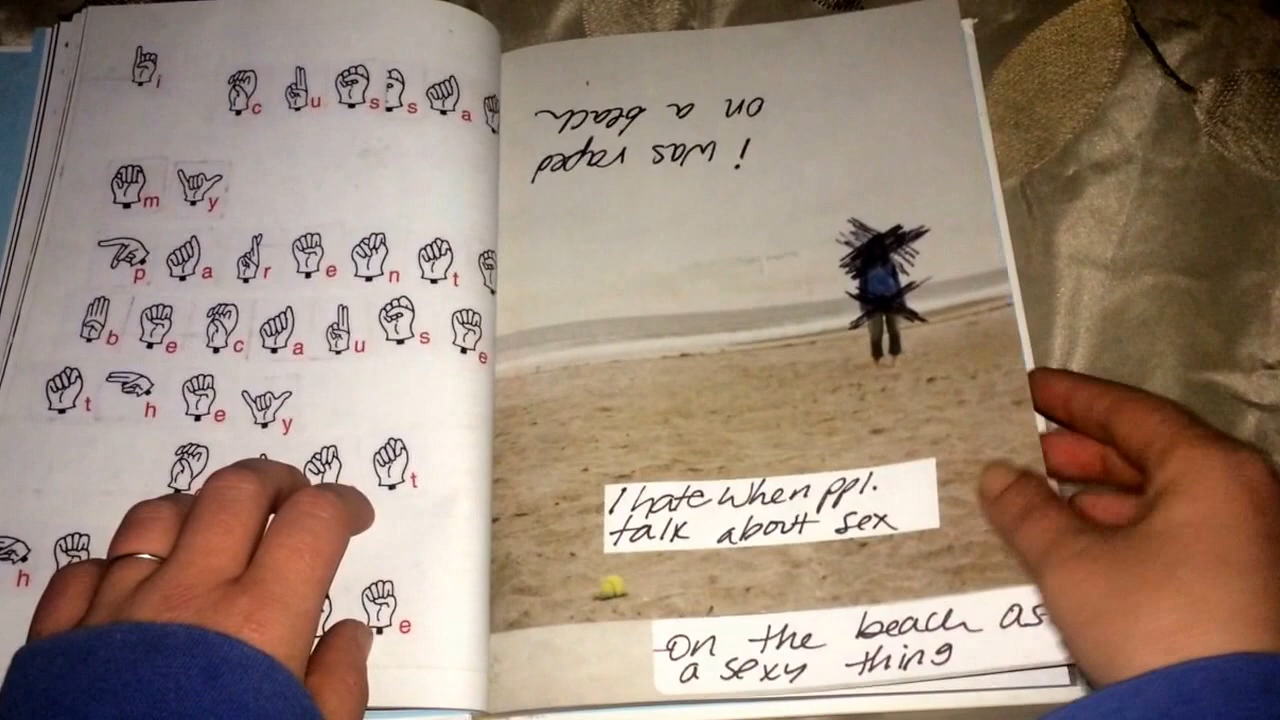 i
c u s s a
m y
p a r e n t
b e c a u s e
t h e y
t
h
e
i was raped
on a beach
I hate when ppl.
talk about sex
on the beach as
a sexy thing